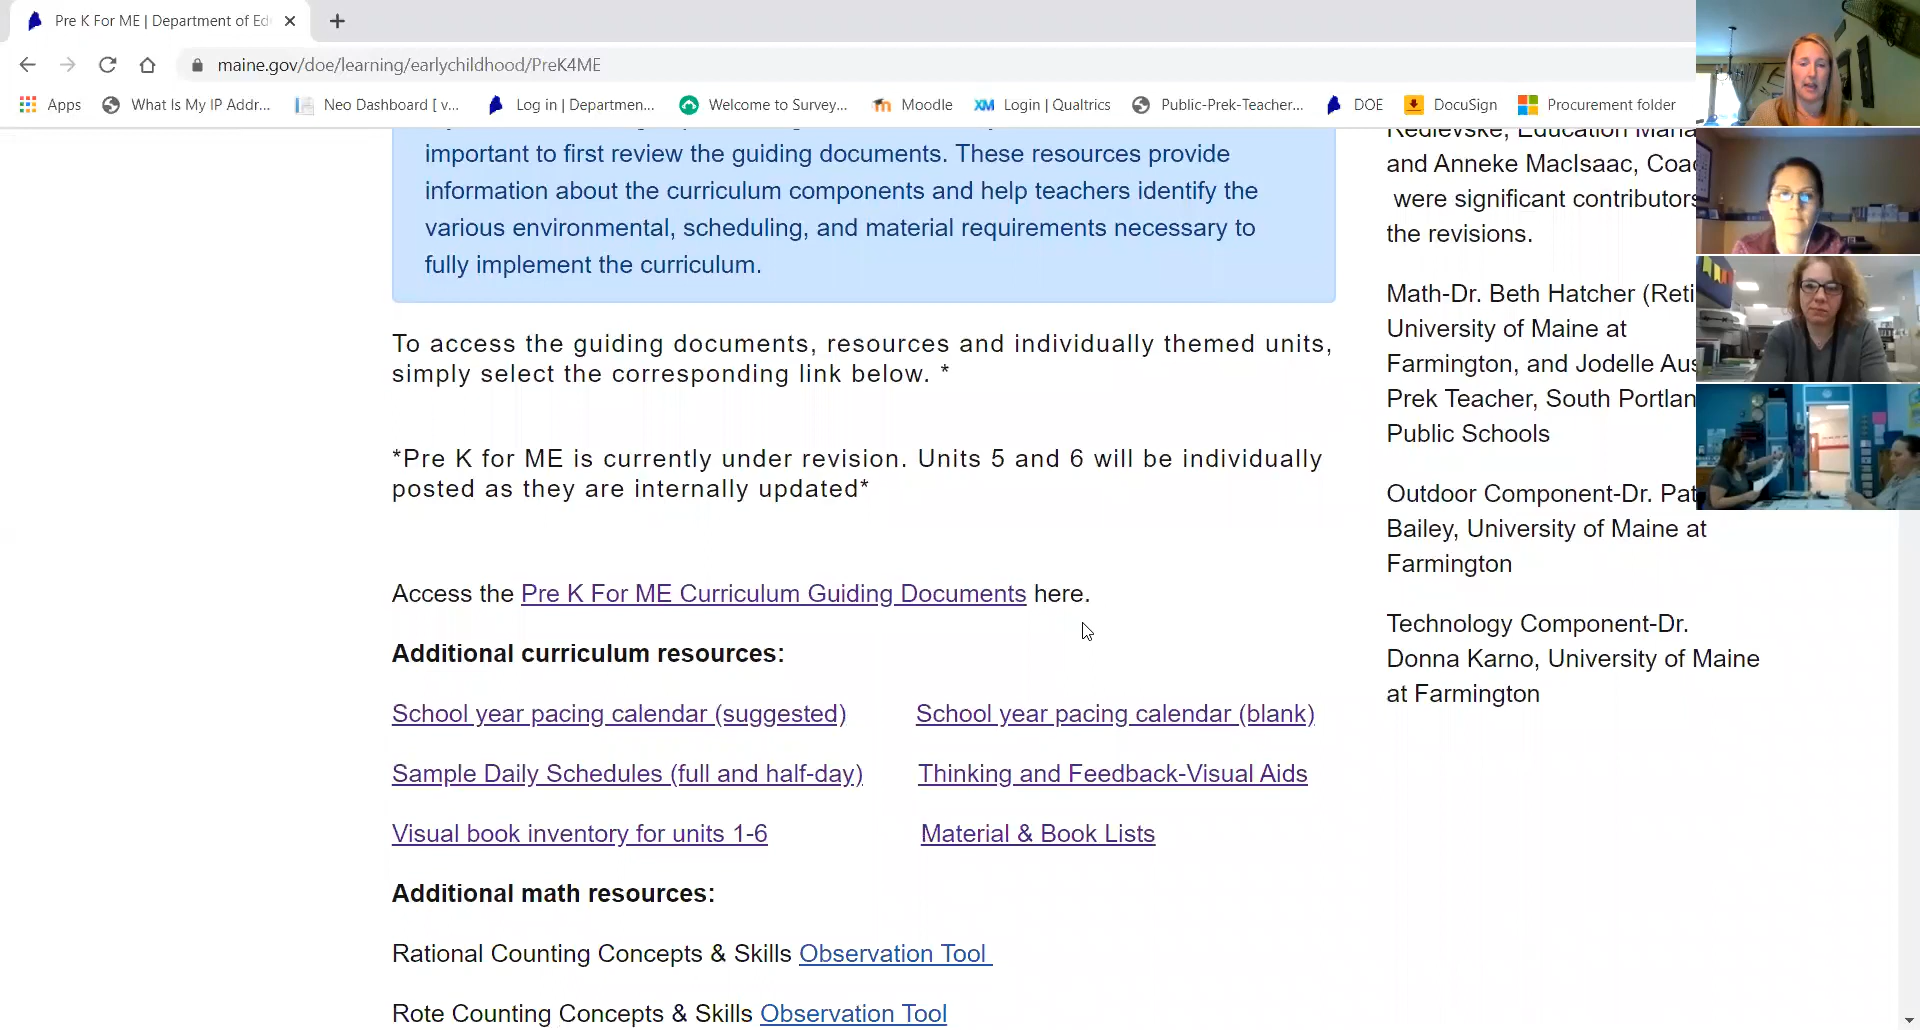 Pre K For ME | Department of Ed
maine.gov/doe/learning/earlychildhood/PreK4ME
Apps What Is My IP Addr... Neo Dashboard [ v... Log in | Departmen... Welcome to Survey... Moodle Login | Qualtrics Public-Prek-Teacher... DOE DocuSign Procurement folder
important to first review the guiding documents. These resources provide
information about the curriculum components and help teachers identify the
various environmental, scheduling, and material requirements necessary to
fully implement the curriculum.
To access the guiding documents, resources and individually themed units,
simply select the corresponding link below. *
*Pre K for ME is currently under revision. Units 5 and 6 will be individually
posted as they are internally updated*
Access the Pre K For ME Curriculum Guiding Documents here.
Additional curriculum resources:
School year pacing calendar (suggested) School year pacing calendar (blank)
Sample Daily Schedules (full and half-day) Thinking and Feedback-Visual Aids
Visual book inventory for units 1-6 Material & Book Lists
Additional math resources:
Rational Counting Concepts & Skills Observation Tool
Rote Counting Concepts & Skills Observation Tool
Redlevske, Education
and Anneke MacIsaac,
were significant contributors
the revisions.
Math-Dr. Beth Hatcher
University of Maine at
Farmington, and Jodelle
Prek Teacher, South
Public Schools
Outdoor Component-Dr.
Bailey, University of Maine at
Farmington
Technology Component-Dr.
Donna Karno, University of Maine
at Farmington